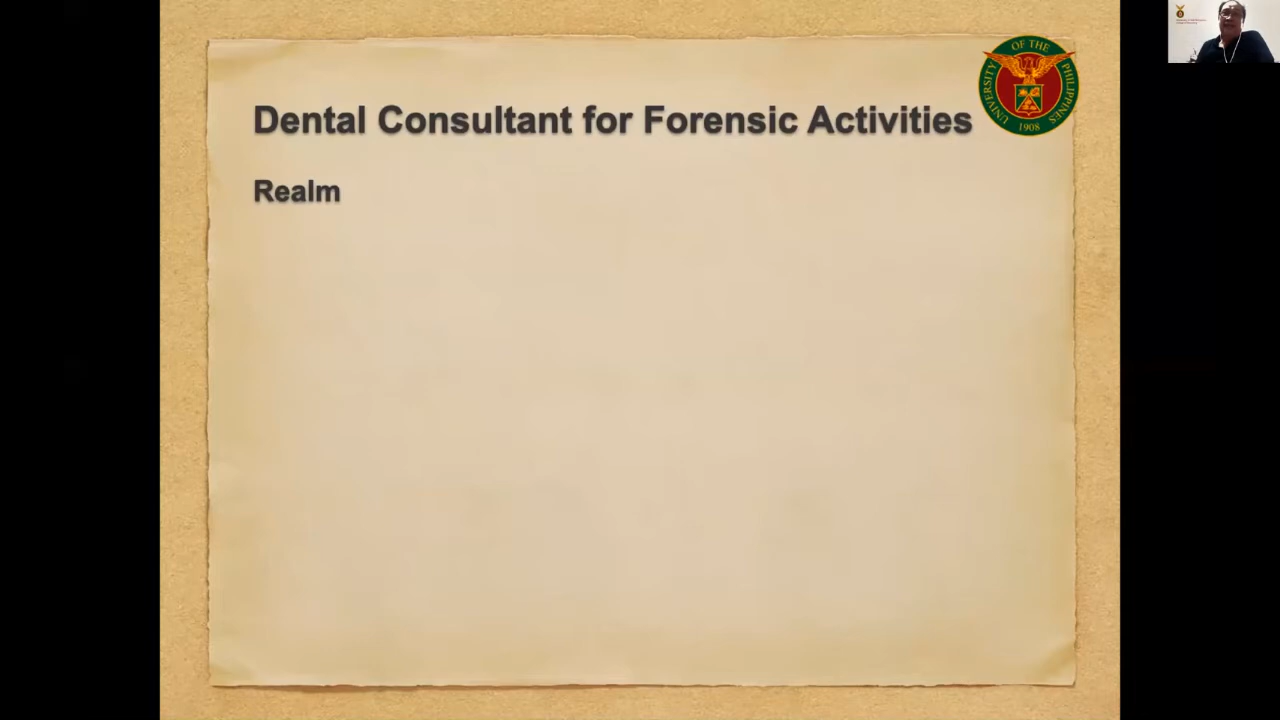 Dental Consultant for Forensic Activities
Realm
UNIVERSITY OF THE PHILIPPINES
1908